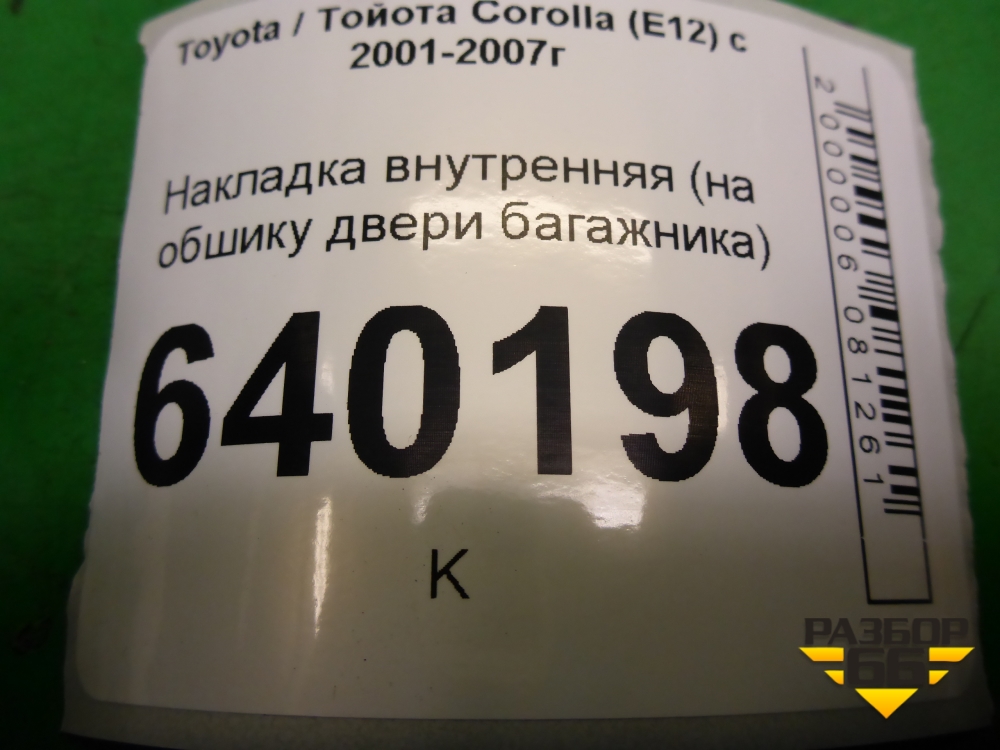 Toyota / Тойота Corolla (E12) с
2001-2007г
Накладка внутренняя (на
обшику двери багажника)
640198
К
2000006081261
РАЗБОР
66